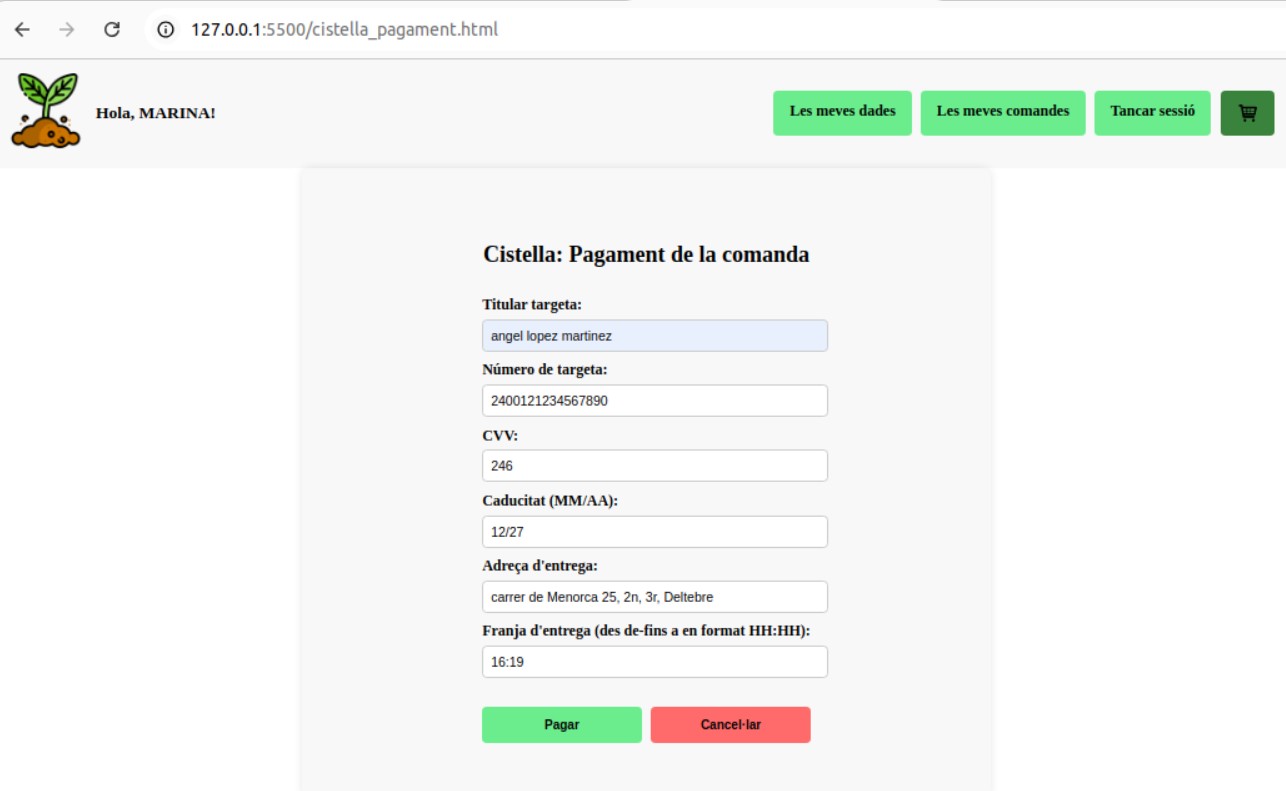 127.0.0.1:5500/cistella_pagament.html
Hola, MARINA!
Les meves dades
Les meves comandes
Tancar sessió
Cistella: Pagament de la comanda
Titular targeta:
angel lopez martinez
Número de targeta:
2400121234567890
CVV:
246
Caducitat (MM/AA):
12/27
Adreça d'entrega:
carrer de Menorca 25, 2n, 3r, Deltebre
Franja d'entrega (des de-fins a en format HH:HH):
16:19
Pagar
Cancel·lar